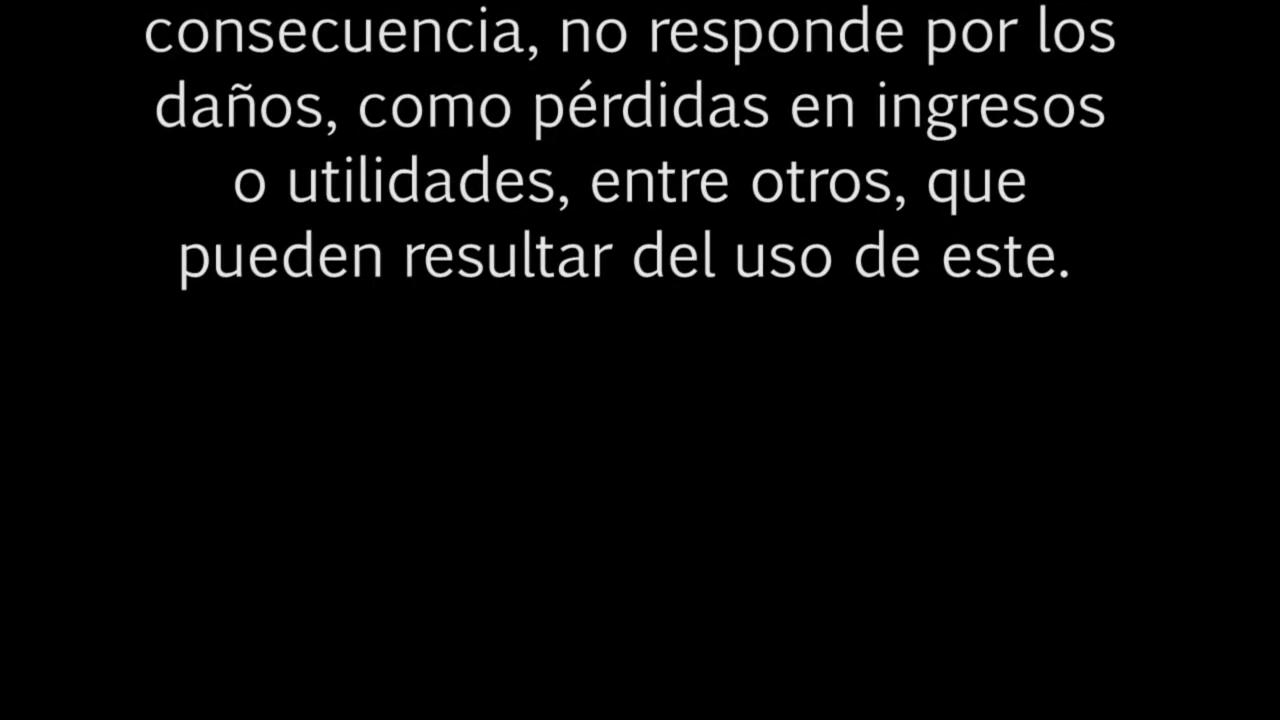 consecuencia, no responde por los
daños, como pérdidas en ingresos
o utilidades, entre otros, que
pueden resultar del uso de este.